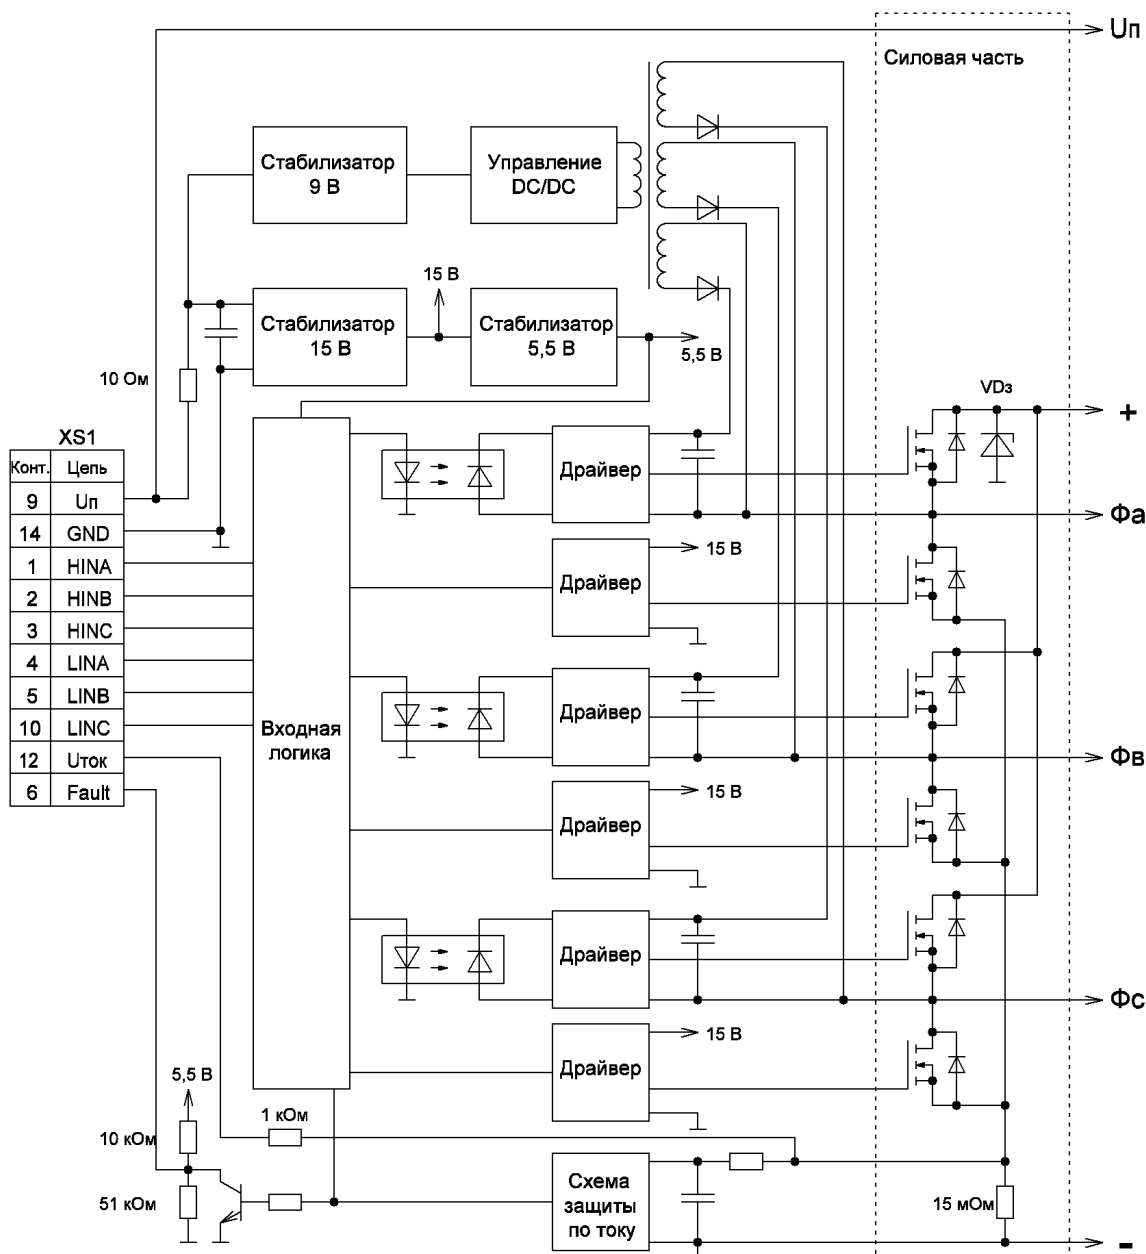 Uп
Силовая часть
Стабилизатор
9 В
Управление
DC/DC
15 В
Стабилизатор
15 В
Стабилизатор
5,5 В
5,5 В
10 Ом
VDз
+
XS1
Конт. Цепь
9 Uп
14 GND
1 HINA
2 HINB
3 HINC
4 LINA
5 LINB
10 LINC
12 Uток
6 Fault
Входная
логика
Драйвер
Фа
15 В
Драйвер
Драйвер
Фв
15 В
Драйвер
Драйвер
Фс
15 В
Драйвер
5,5 В
1 кОм
10 кОм
51 кОм
Схема
защиты
по току
15 мОм
-